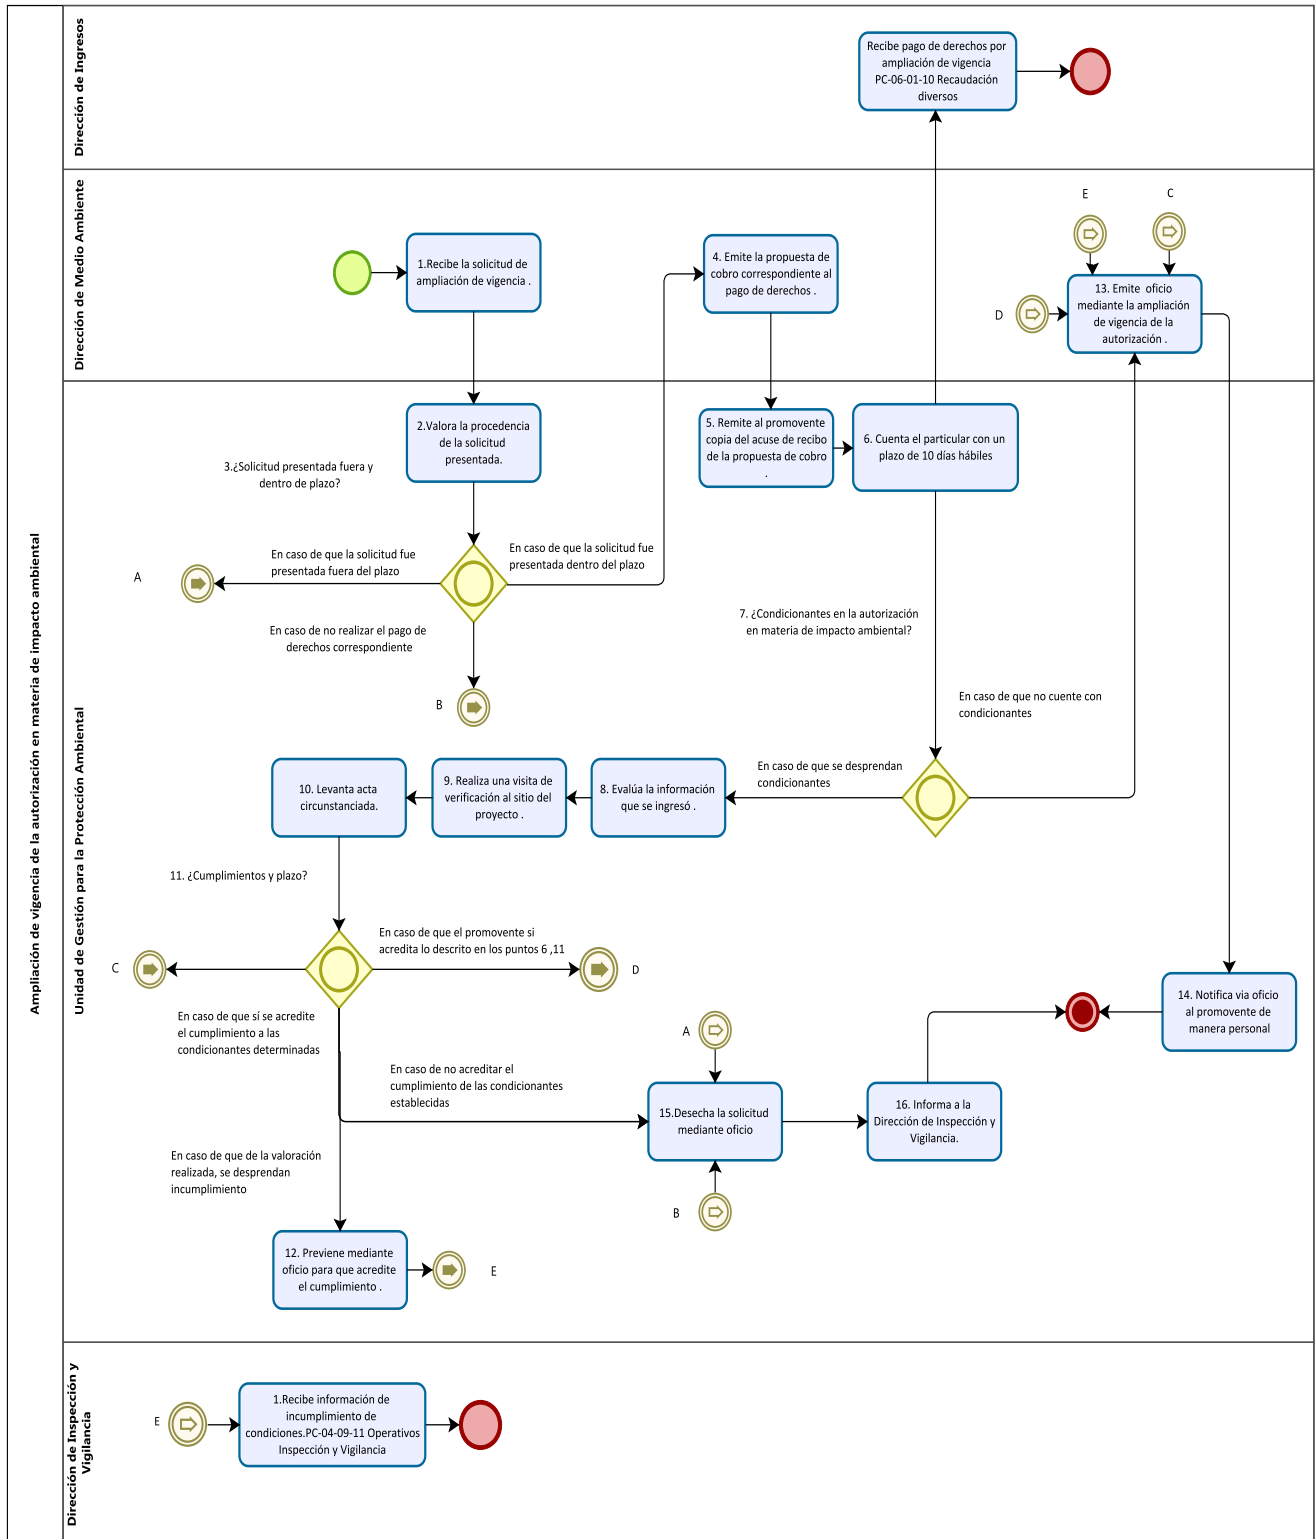 Ampliación de vigencia de la autorización en materia de impacto ambiental
Dirección de Ingresos
Recibe pago de derechos por
ampliación de vigencia
PC-06-01-10 Recaudación
diversos
Dirección de Medio Ambiente
1.Recibe la solicitud de
ampliación de vigencia .
4. Emite la propuesta de
cobro correspondiente al
pago de derechos .
E
C
D
13. Emite oficio
mediante la ampliación
de vigencia de la
autorización .
Unidad de Gestión para la Protección Ambiental
2.Valora la procedencia
de la solicitud
presentada.
5. Remite al promovente
copia del acuse de recibo
de la propuesta de cobro
.
6. Cuenta el particular con un
plazo de 10 días hábiles
3.¿Solicitud presentada fuera y
dentro de plazo?
En caso de que la solicitud fue
presentada fuera del plazo
En caso de que la solicitud fue
presentada dentro del plazo
A
En caso de no realizar el pago de
derechos correspondiente
B
7. ¿Condicionantes en la autorización
en materia de impacto ambiental?
En caso de que no cuente con
condicionantes
En caso de que se desprendan
condicionantes
8. Evalúa la información
que se ingresó .
9. Realiza una visita de
verificación al sitio del
proyecto .
10. Levanta acta
circunstanciada.
11. ¿Cumplimientos y plazo?
En caso de que el promovente si
acredita lo descrito en los puntos 6 ,11
C
D
En caso de que sí se acredite
el cumplimiento a las
condicionantes determinadas
En caso de no acreditar el
cumplimiento de las condicionantes
establecidas
En caso de que de la valoración
realizada, se desprendan
incumplimiento
A
15.Desecha la solicitud
mediante oficio
B
16. Informa a la
Dirección de Inspección y
Vigilancia.
14. Notifica via oficio
al promovente de
manera personal
12. Previene mediante
oficio para que acredite
el cumplimiento .
E
Dirección de Inspección y
Vigilancia
E
1.Recibe información de
incumplimiento de
condiciones.PC-04-09-11 Operativos
Inspección y Vigilancia